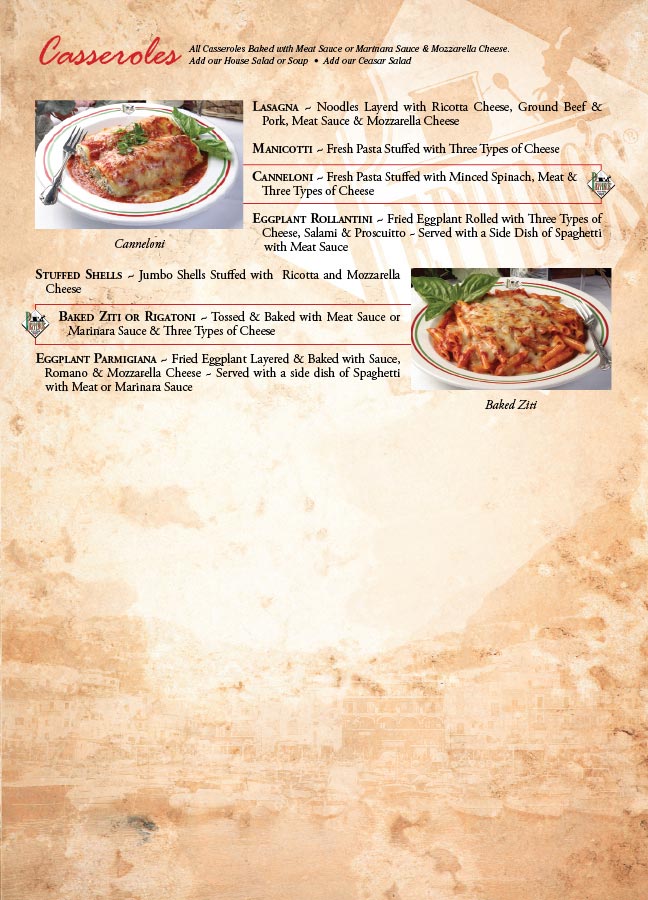 Casseroles
All Casseroles Baked with Meat Sauce or Marinara Sauce & Mozzarella Cheese.
Add our House Salad or Soup • Add our Ceasar Salad
Lasagna ~ Noodles Layerd with Ricotta Cheese, Ground Beef &
Pork, Meat Sauce & Mozzarella Cheese
Manicotti ~ Fresh Pasta Stuffed with Three Types of Cheese
Canneloni ~ Fresh Pasta Stuffed with Minced Spinach, Meat &
Three Types of Cheese
Eggplant Rollantini ~ Fried Eggplant Rolled with Three Types of
Cheese, Salami & Proscuitto ~ Served with a Side Dish of Spaghetti
with Meat Sauce
Canneloni
Stuffed Shells ~ Jumbo Shells Stuffed with Ricotta and Mozzarella
Cheese
Baked Ziti or Rigatoni ~ Tossed & Baked with Meat Sauce or
Marinara Sauce & Three Types of Cheese
Eggplant Parmigiana ~ Fried Eggplant Layered & Baked with Sauce,
Romano & Mozzarella Cheese ~ Served with a side dish of Spaghetti
with Meat or Marinara Sauce
Baked Ziti